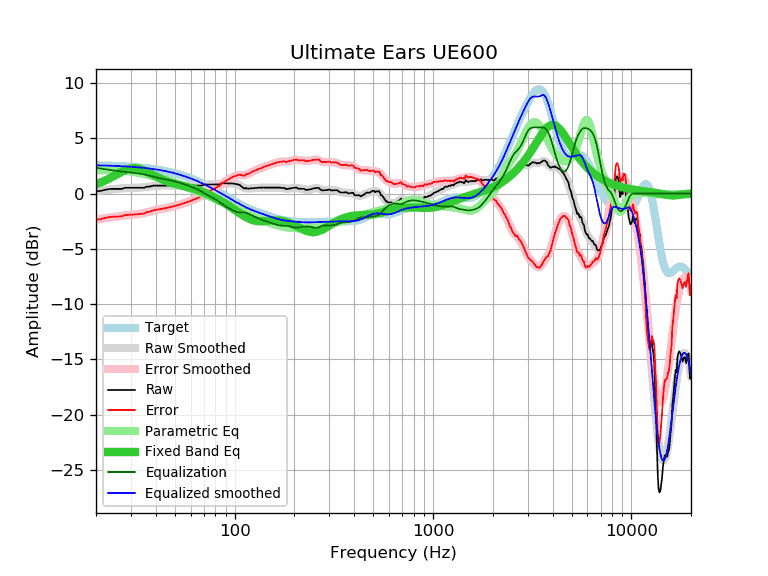 Ultimate Ears UE600
10
5
0
−5
−10
−15
−20
−25
Amplitude (dBr)
Target
Raw Smoothed
Error Smoothed
Raw
Error
Parametric Eq
Fixed Band Eq
Equalization
Equalized smoothed
100 1000 10000
Frequency (Hz)